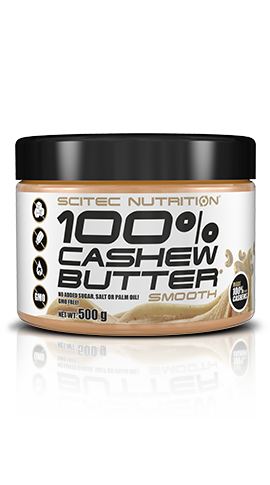 SCITEC NUTRITION
100%
CASHEW
BUTTER
SMOOTH
NO ADDED SUGAR, SALT OR PALM OIL!
GMO FREE!
NET WT. 500 g
GMO
100%
CASHEWS